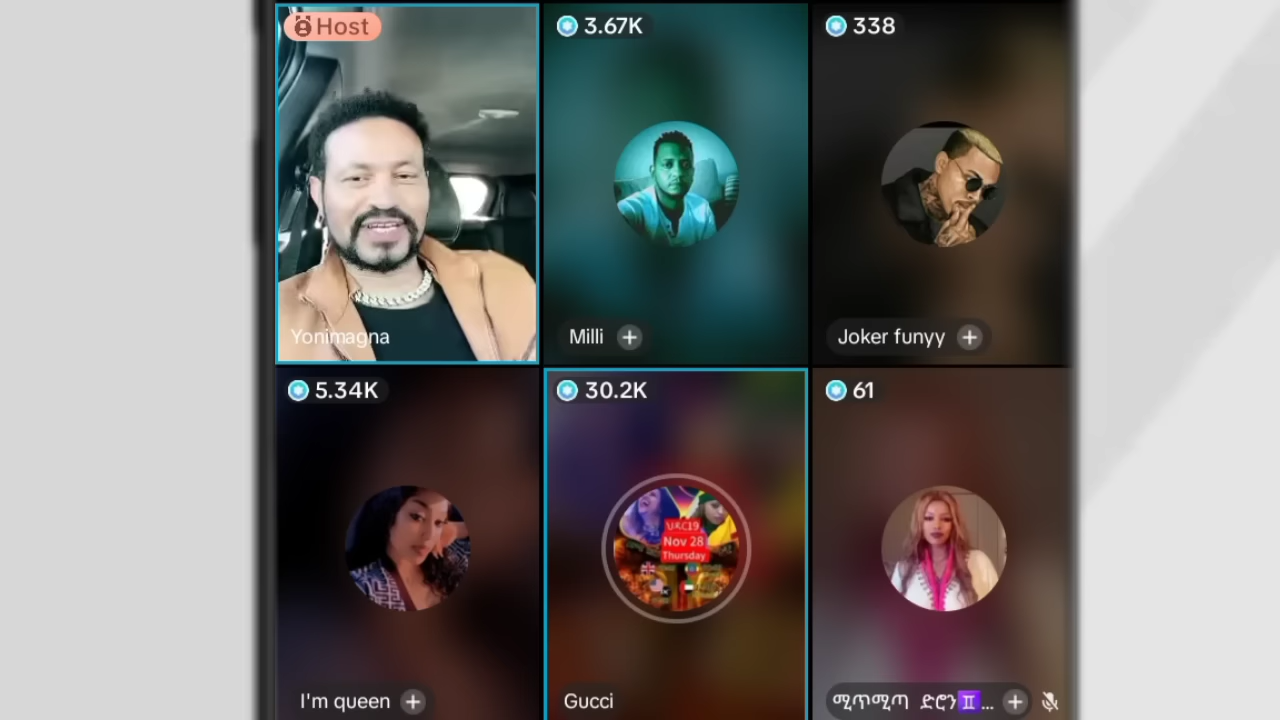 Host
3.67K
338
Yonimagna
Milli
Joker funyy
5.34K
30.2K
61
UKC19
Nov 28
Thursday
I'm queen
Gucci
ሚጥሚጣ ድሮን♊...